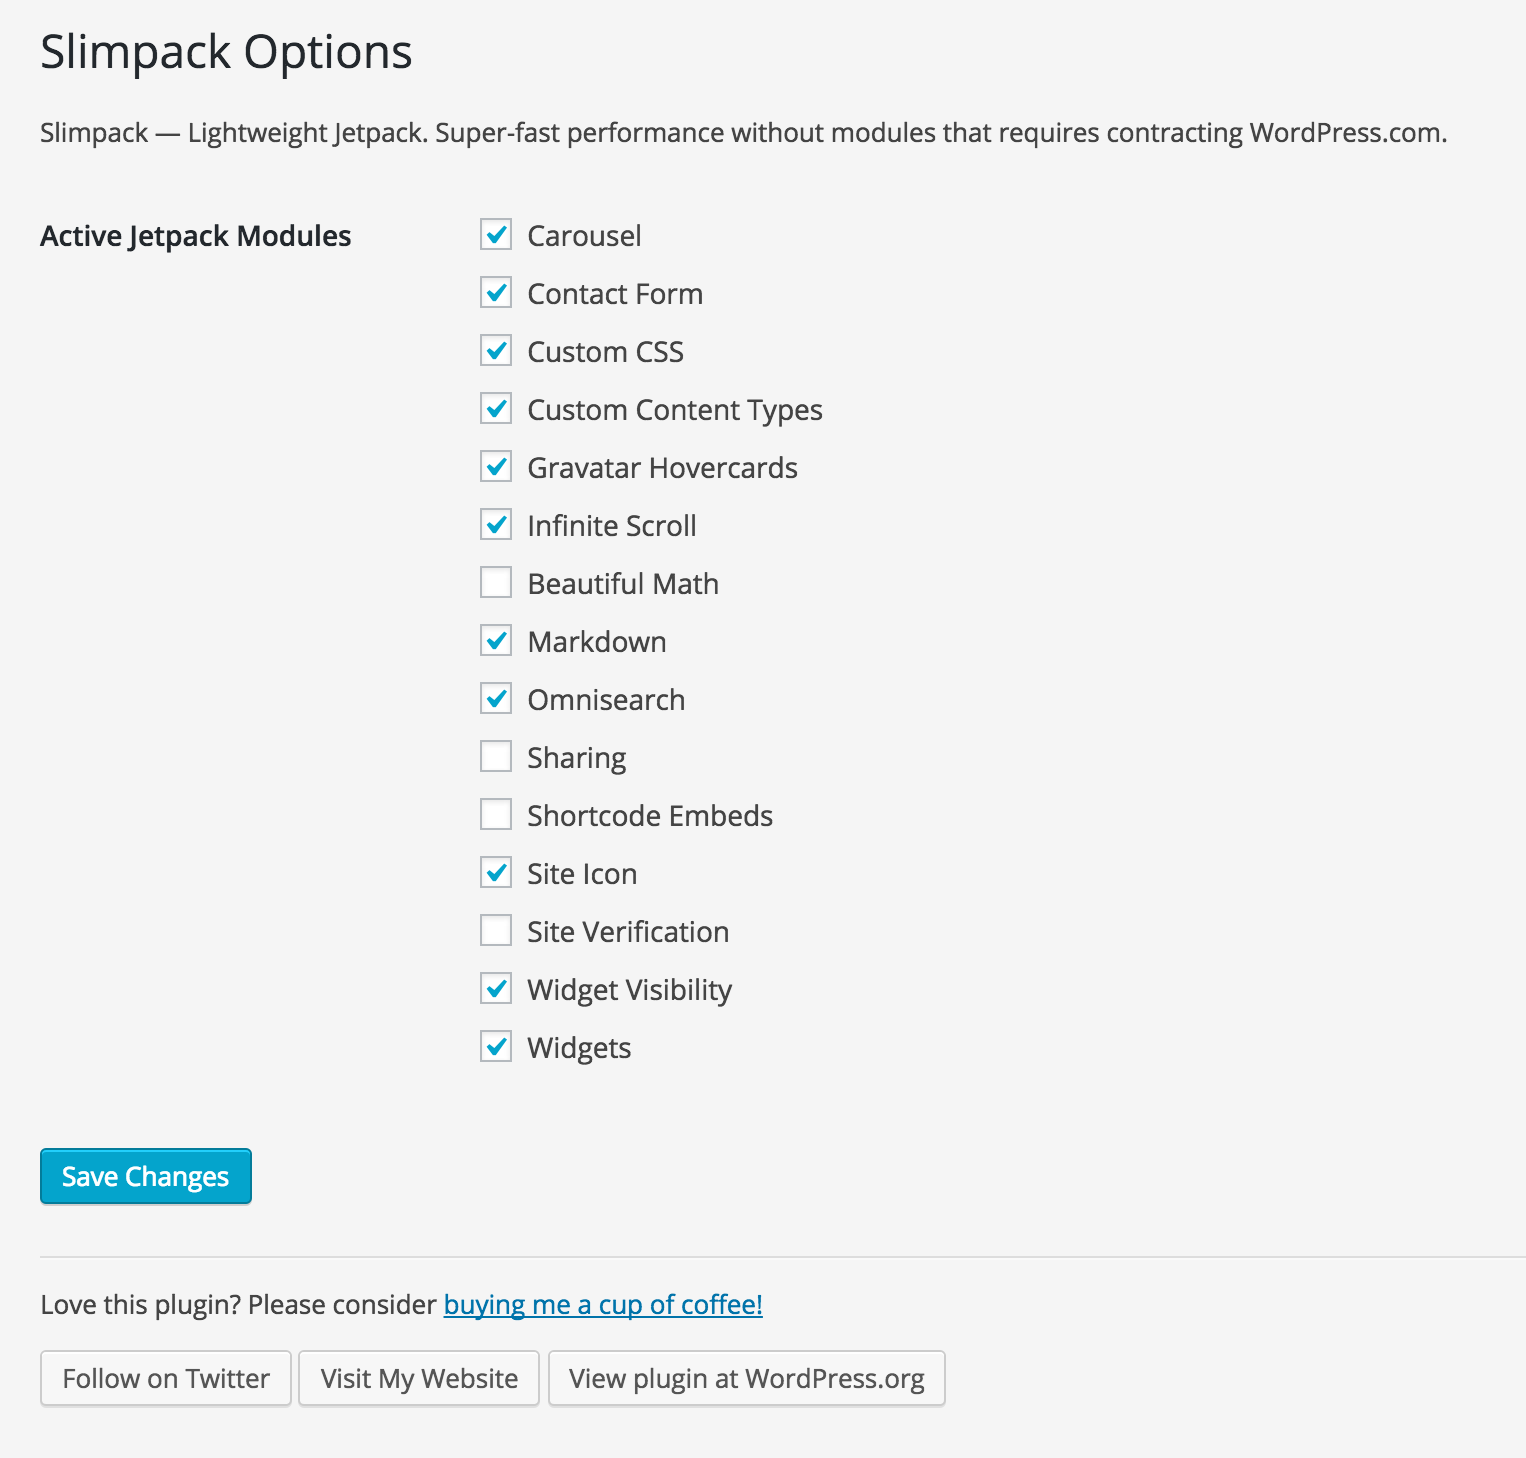 Slimpack Options
Slimpack — Lightweight Jetpack. Super-fast performance without modules that requires contracting WordPress.com.
Active Jetpack Modules
Carousel
Contact Form
Custom CSS
Custom Content Types
Gravatar Hovercards
Infinite Scroll
Beautiful Math
Markdown
Omnisearch
Sharing
Shortcode Embeds
Site Icon
Site Verification
Widget Visibility
Widgets
Save Changes
Love this plugin? Please consider buying me a cup of coffee!
Follow on Twitter
Visit My Website
View plugin at WordPress.org